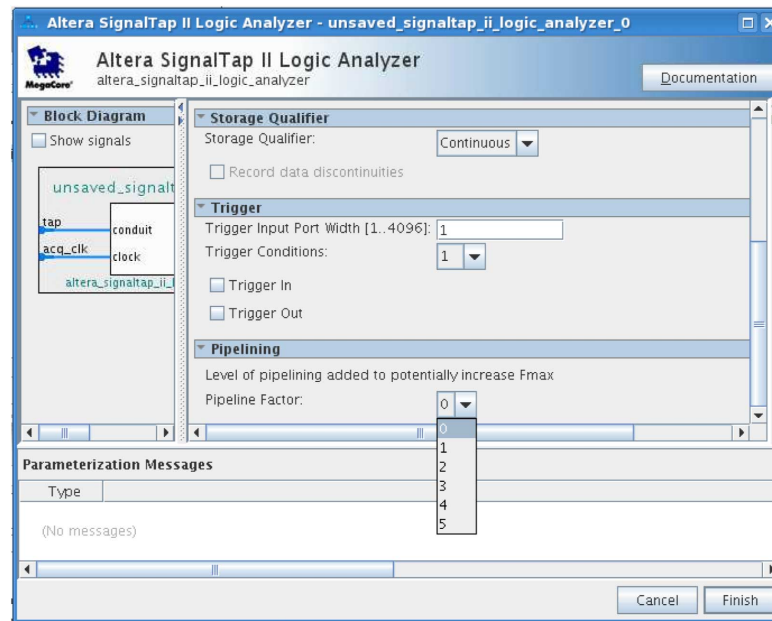 Altera SignalTap II Logic Analyzer - unsaved_signaltap_ii_logic_analyzer_0
MegaCore'
Altera SignalTap II Logic Analyzer
altera_signaltap_ii_logic_analyzer
Documentation
Block Diagram
Show signals
unsaved_signalt
tap
conduit
acq_clk
clock
altera_signaltap_ii_l
Storage Qualifier
Storage Qualifier: Continuous
Record data discontinuities
Trigger
Trigger Input Port Width [1..4096]: 1
Trigger Conditions: 1
Trigger In
Trigger Out
Pipelining
Level of pipelining added to potentially increase Fmax
Pipeline Factor: 0
0
1
2
3
4
5
Parameterization Messages
Type
(No messages)
Cancel Finish